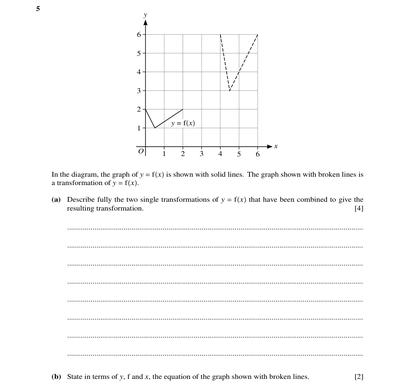 5
y
6
5
4
3
2
1
y = f(x)
O 1 2 3 4 5 6 x
In the diagram, the graph of y = f(x) is shown with solid lines. The graph shown with broken lines is
a transformation of y = f(x).
(a) Describe fully the two single transformations of y = f(x) that have been combined to give the
resulting transformation. [4]
(b) State in terms of y, f and x, the equation of the graph shown with broken lines. [2]